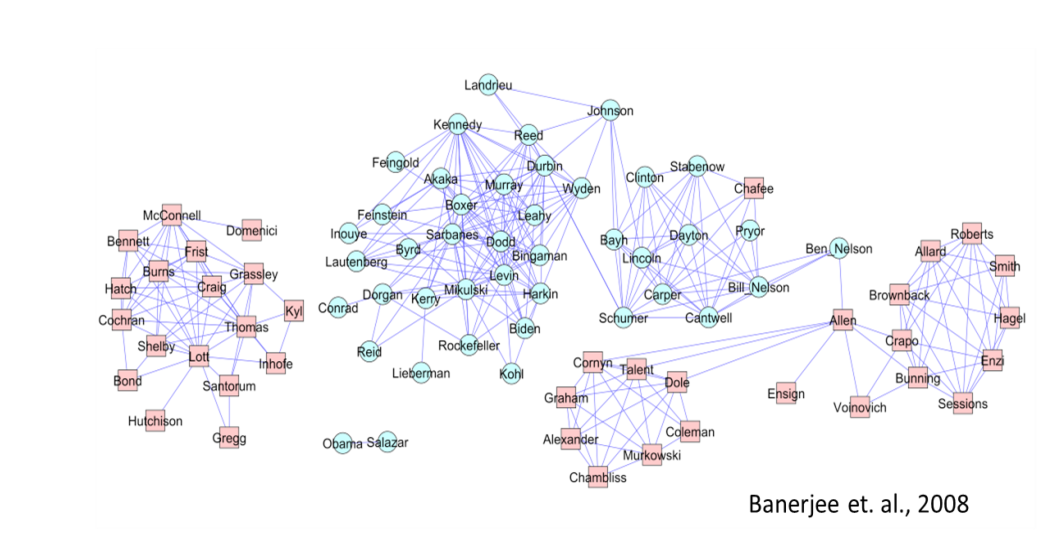 Landrieu
Johnson
Kennedy
Reed
Feingold
Durbin
Akaka
Murray
Wyden
Clinton
Stabenow
Chafee
Boxer
Feinstein
Leahy
McConnell
Domenici
Inouye
Sarbanes
Dodd
Bayh
Dayton
Pryor
Roberts
Bennett
Frist
Byrd
Bingaman
Lincoln
Ben_Nelson
Allard
Smith
Burns
Grassley
Lautenberg
Levin
Hatch
Craig
Conrad
Dorgan
Kerry
Mikulski
Harkin
Carper
Bill_Nelson
Brownback
Kyl
Cochran
Thomas
Biden
Schumer
Cantwell
Allen
Hagel
Shelby
Lott
Inhofe
Reid
Rockefeller
Crapo
Enzi
Bond
Santorum
Lieberman
Kohl
Cornyn
Talent
Dole
Bunning
Hutchison
Graham
Ensign
Voinovich
Sessions
Gregg
Obama
Salazar
Alexander
Coleman
Murkowski
Chambliss
Banerjee et. al., 2008